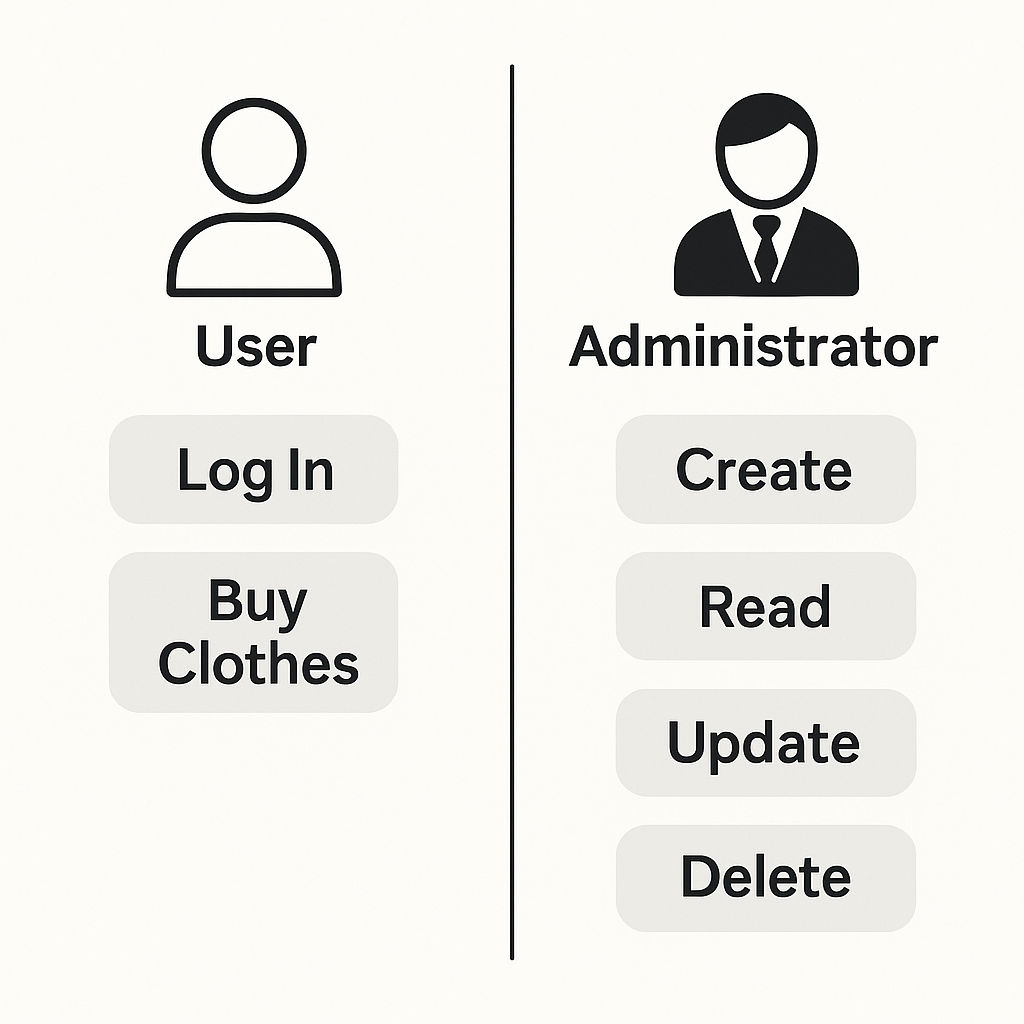 User
Log In
Buy
Clothes
Administrator
Create
Read
Update
Delete